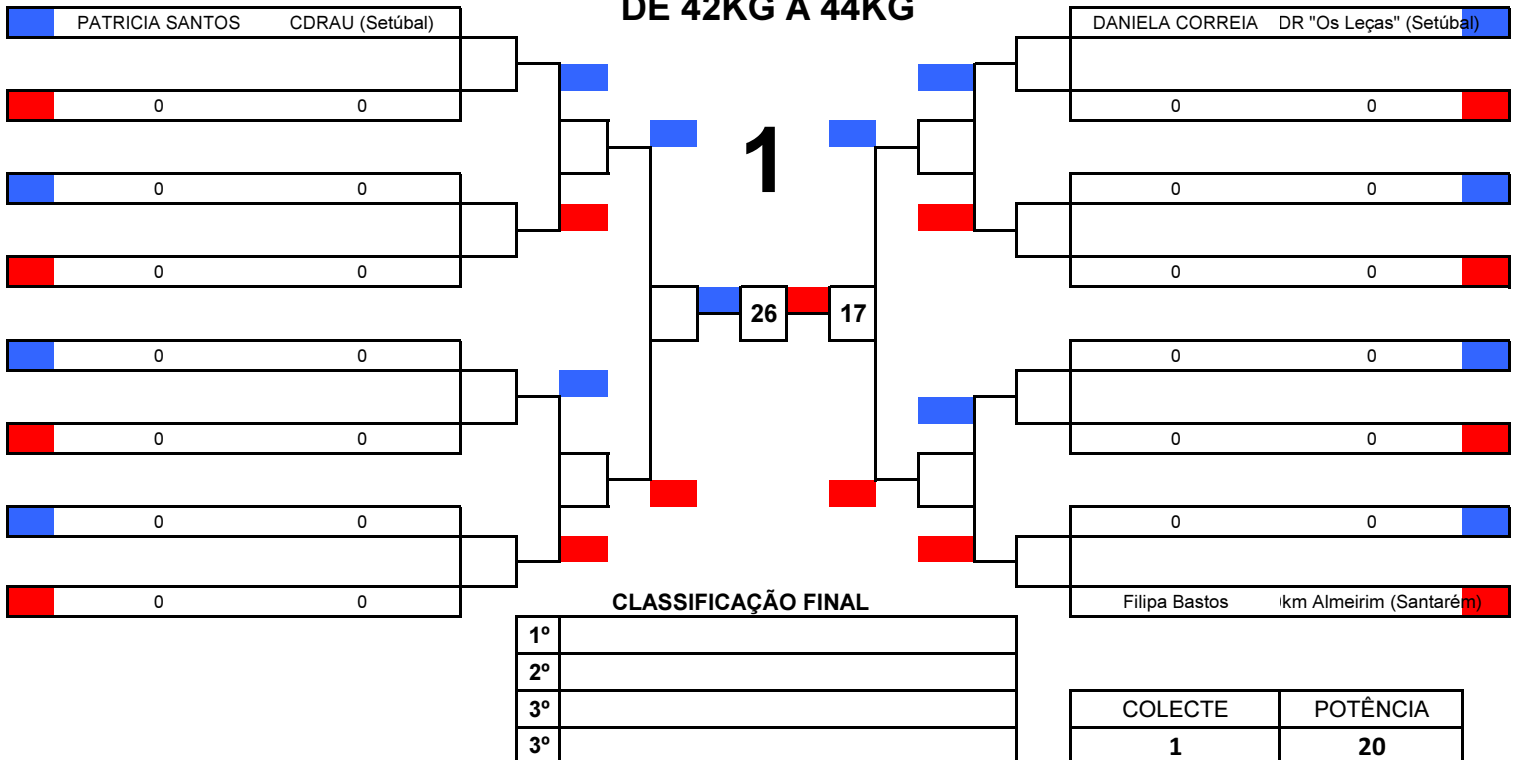 DE 42KG A 44KG
PATRICIA SANTOS CDRAU (Setúbal)
DANIELA CORREIA DR "Os Leças" (Setúbal)
0 0
0 0
1
0 0
0 0
0 0
0 0
26 17
0 0
0 0
0 0
0 0
0 0
0 0
0 0
Filipa Bastos km Almeirim (Santarém)
CLASSIFICAÇÃO FINAL
1º
2º
3º
3º
COLECTE POTÊNCIA
1 20